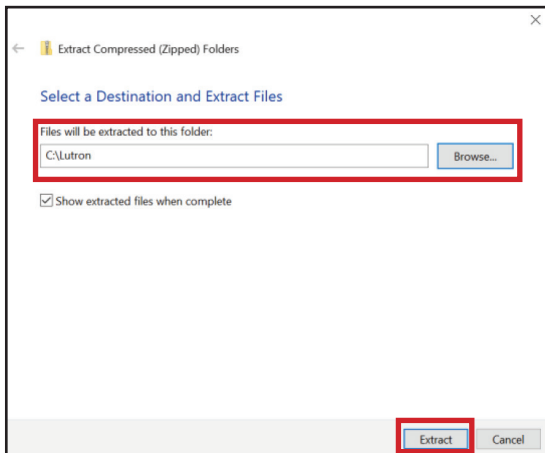 Extract Compressed (Zipped) Folders
Select a Destination and Extract Files
Files will be extracted to this folder:
C:\Lutron
Browse...
Show extracted files when complete
Extract
Cancel